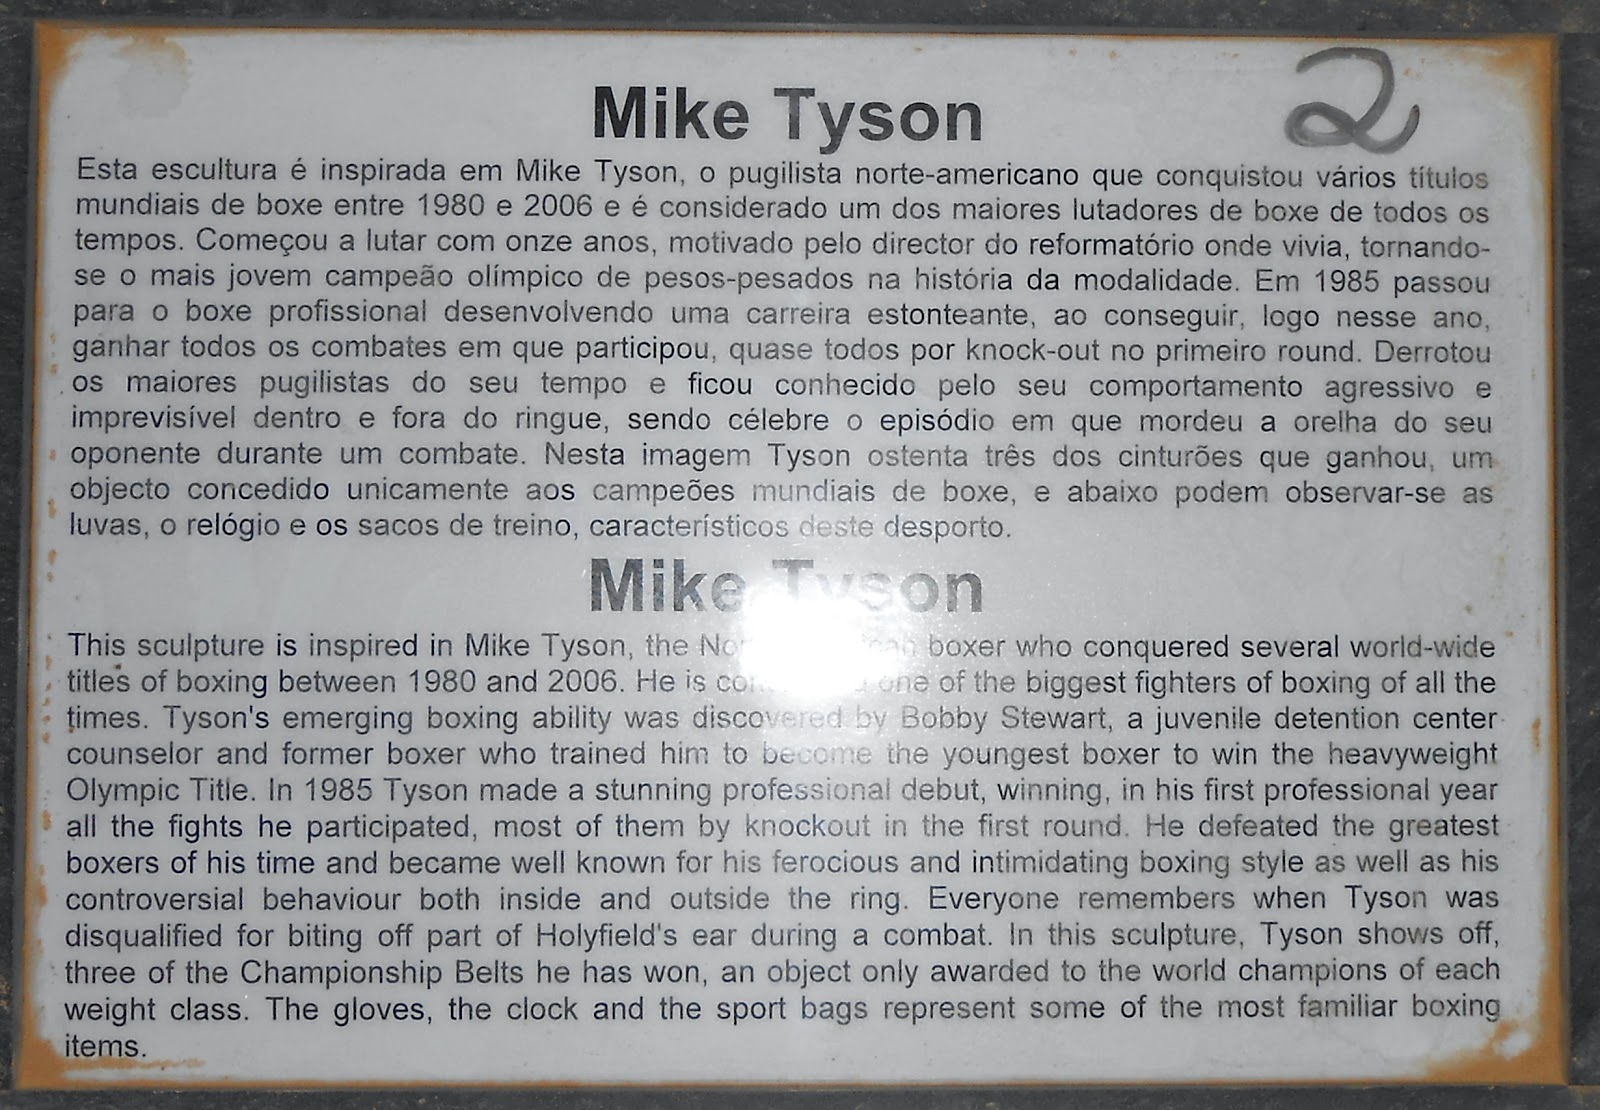 2
Mike Tyson
Esta escultura é inspirada em Mike Tyson, o pugilista norte-americano que conquistou vários títulos
mundiais de boxe entre 1980 e 2006 e é considerado um dos maiores lutadores de boxe de todos os
tempos. Começou a lutar com onze anos, motivado pelo director do reformatório onde vivia, tornando-
se o mais jovem campeão olímpico de pesos-pesados na história da modalidade. Em 1985 passou
para o boxe profissional desenvolvendo uma carreira estonteante, ao conseguir, logo nesse ano,
ganhar todos os combates em que participou, quase todos por knock-out no primeiro round. Derrotou
os maiores pugilistas do seu tempo e ficou conhecido pelo seu comportamento agressivo e
imprevisível dentro e fora do ringue, sendo célebre o episódio em que mordeu a orelha do seu
oponente durante um combate. Nesta imagem Tyson ostenta três dos cinturões que ganhou, um
objecto concedido unicamente aos campeões mundiais de boxe, e abaixo podem observar-se as
luvas, o relógio e os sacos de treino, característicos deste desporto.
Mike Tyson
This sculpture is inspired in Mike Tyson, the boxer who conquered several world-wide
titles of boxing between 1980 and 2006. He is one of the biggest fighters of boxing of all the
times. Tyson's emerging boxing ability was discovered by Bobby Stewart, a juvenile detention center
counselor and former boxer who trained him to become the youngest boxer to win the heavyweight
Olympic Title. In 1985 Tyson made a stunning professional debut, winning, in his first professional year
all the fights he participated, most of them by knockout in the first round. He defeated the greatest
boxers of his time and became well known for his ferocious and intimidating boxing style as well as his
controversial behaviour both inside and outside the ring. Everyone remembers when Tyson was
disqualified for biting off part of Holyfield's ear during a combat. In this sculpture, Tyson shows off,
three of the Championship Belts he has won, an object only awarded to the world champions of each
weight class. The gloves, the clock and the sport bags represent some of the most familiar boxing
items.